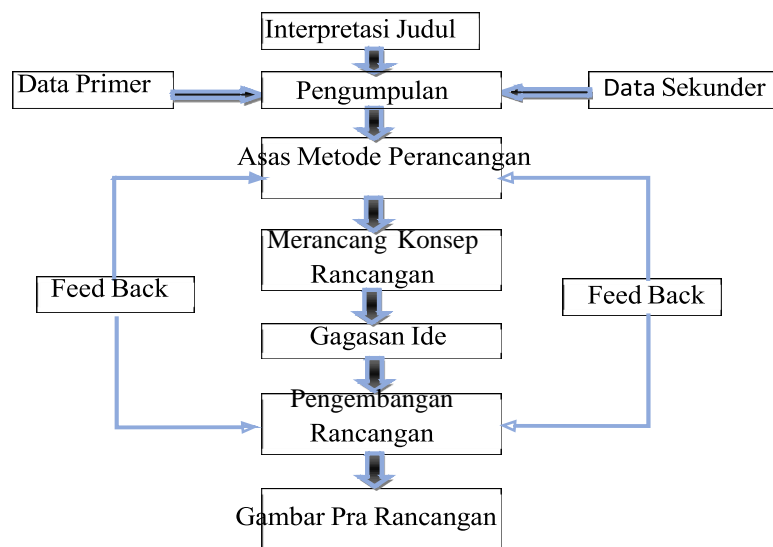 Interpretasi Judul
Data Primer
Pengumpulan
Data Sekunder
Asas Metode Perancangan
Merancang Konsep
Rancangan
Feed Back
Feed Back
Gagasan Ide
Pengembangan
Rancangan
Gambar Pra Rancangan